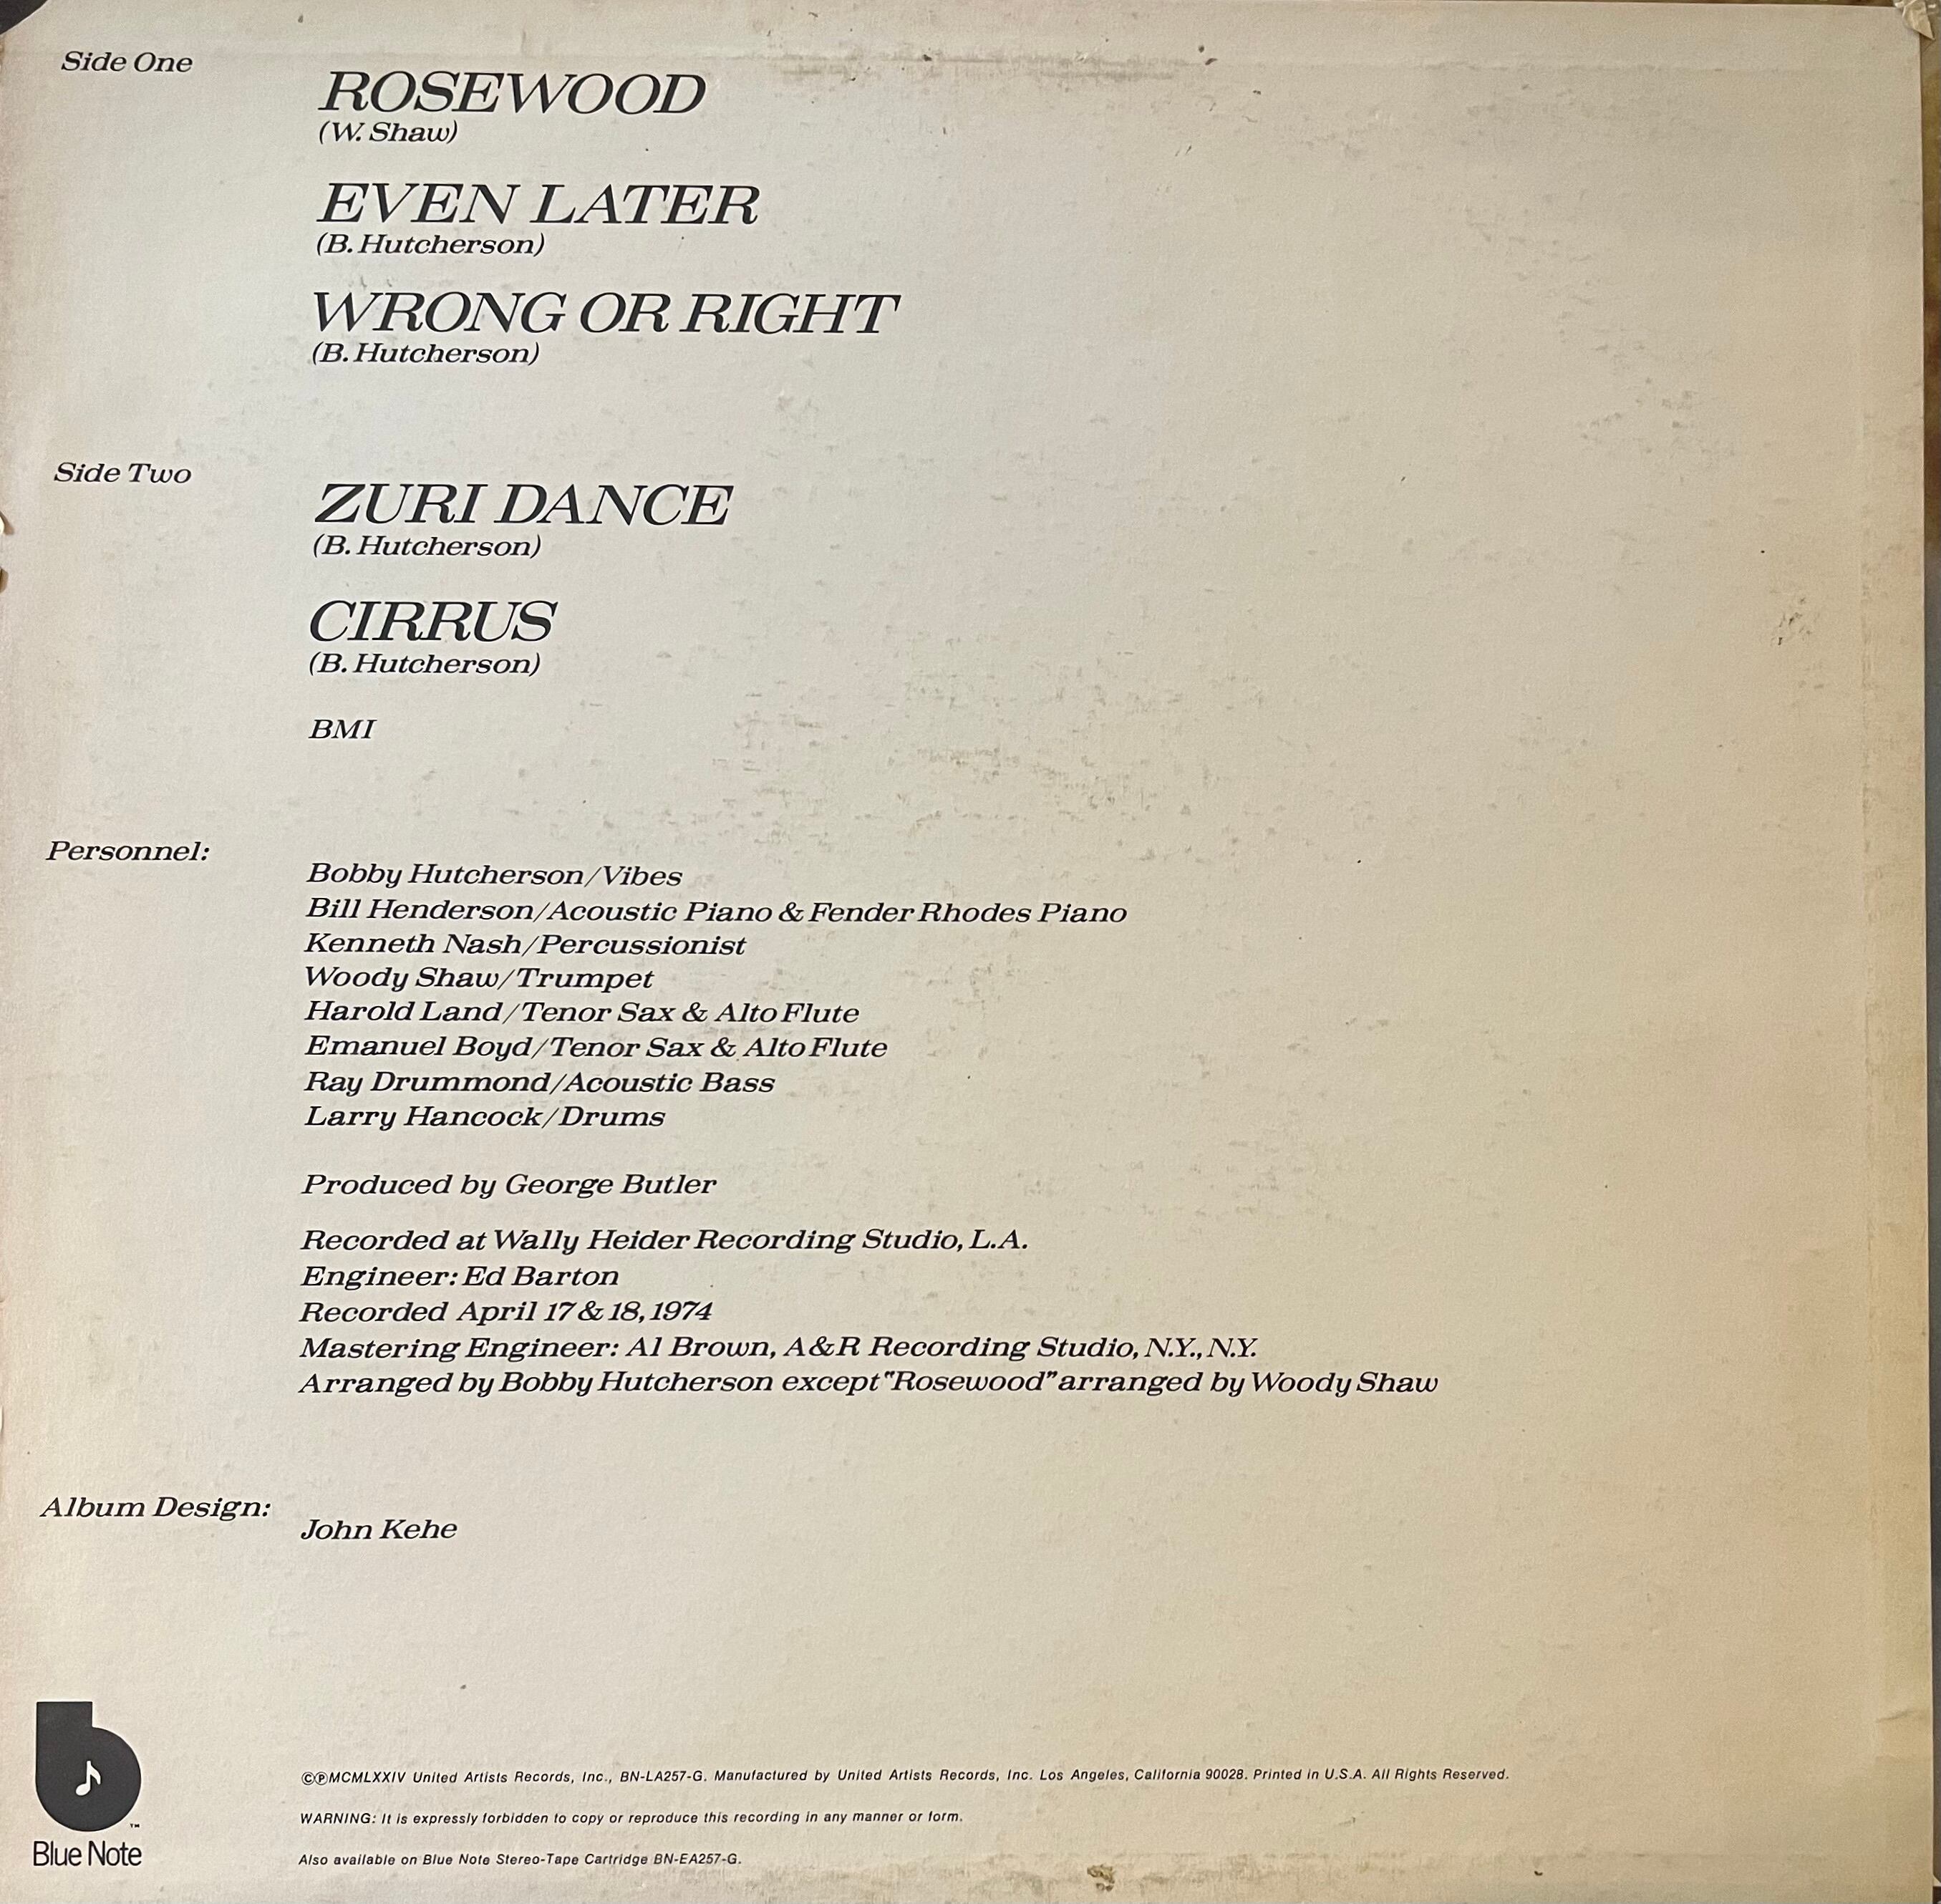 Side One
ROSEWOOD
(W. Shaw)
EVEN LATER
(B. Hutcherson)
WRONG OR RIGHT
(B. Hutcherson)
Side Two
ZURI DANCE
(B. Hutcherson)
CIRRUS
(B. Hutcherson)
BMI
Personnel:
Bobby Hutcherson/Vibes
Bill Henderson/Acoustic Piano & Fender Rhodes Piano
Kenneth Nash/Percussionist
Woody Shaw/Trumpet
Harold Land/Tenor Sax & Alto Flute
Emanuel Boyd/Tenor Sax & Alto Flute
Ray Drummond/Acoustic Bass
Larry Hancock/Drums
Produced by George Butler
Recorded at Wally Heider Recording Studio, L.A.
Engineer: Ed Barton
Recorded April 17 & 18, 1974
Mastering Engineer: Al Brown, A&R Recording Studio, N.Y., N.Y.
Arranged by Bobby Hutcherson except "Rosewood" arranged by Woody Shaw
Album Design:
John Kehe
b
™
Blue Note
©℗MCMLXXIV United Artists Records, Inc., BN-LA257-G. Manufactured by United Artists Records, Inc. Los Angeles, California 90028. Printed in U.S.A. All Rights Reserved.
WARNING: It is expressly forbidden to copy or reproduce this recording in any manner or form.
Also available on Blue Note Stereo-Tape Cartridge BN-EA257-G.